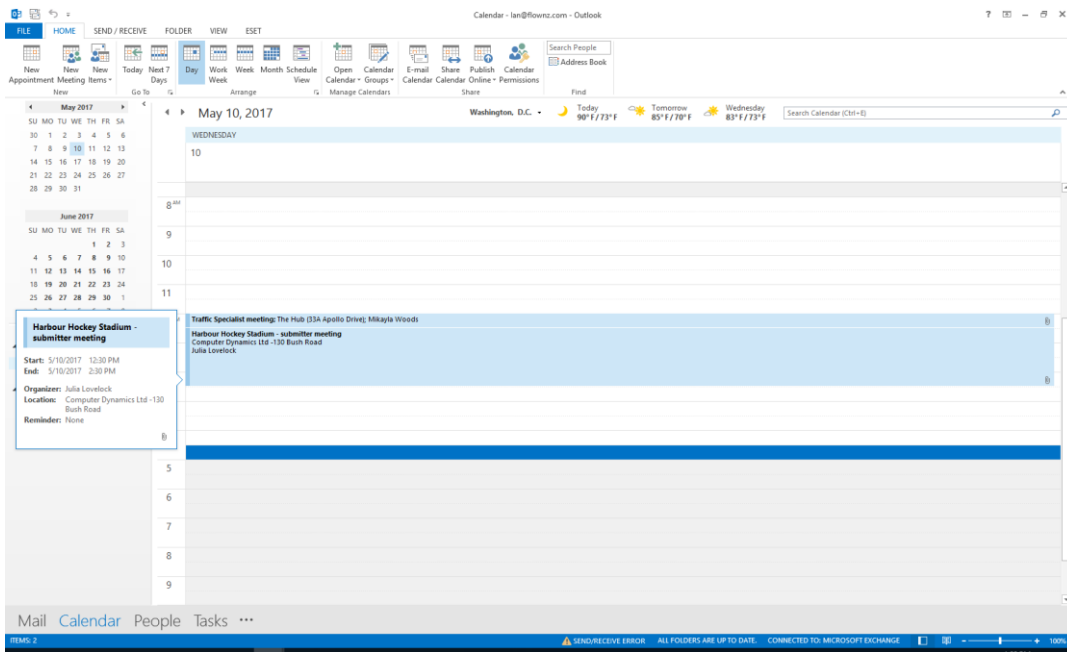 Calendar - Ian@flownz.com - Outlook
FILE HOME SEND / RECEIVE FOLDER VIEW ESET
New Appointment
New Meeting
New Items
Today
Next 7 Days
Day
Work Week
Week
Month
Schedule View
Open Calendar
Calendar Groups
E-mail Calendar
Share Calendar
Publish Online
Calendar Permissions
Search People
Address Book
New Go To Arrange Manage Calendars Share Find
May 2017
SU MO TU WE TH FR SA
30 1 2 3 4 5 6
7 8 9 10 11 12 13
14 15 16 17 18 19 20
21 22 23 24 25 26 27
28 29 30 31
June 2017
SU MO TU WE TH FR SA
1 2 3
4 5 6 7 8 9 10
11 12 13 14 15 16 17
18 19 20 21 22 23 24
25 26 27 28 29 30 1
Harbour Hockey Stadium -
submitter meeting
Start: 5/10/2017 12:30 PM
End: 5/10/2017 2:30 PM
Organizer: Julia Lovelock
Location: Computer Dynamics Ltd -130
Bush Road
Reminder: None
May 10, 2017
Washington, D.C.
Today
90°F/73°F
Tomorrow
85°F/70°F
Wednesday
83°F/73°F
Search Calendar (Ctrl+E)
WEDNESDAY
10
8 AM
9
10
11
Traffic Specialist meeting; The Hub (33A Apollo Drive); Mikayla Woods
Harbour Hockey Stadium - submitter meeting
Computer Dynamics Ltd -130 Bush Road
Julia Lovelock
5
6
7
8
9
Mail Calendar People Tasks •••
ITEMS: 2
SEND/RECEIVE ERROR ALL FOLDERS ARE UP TO DATE. CONNECTED TO: MICROSOFT EXCHANGE 100%